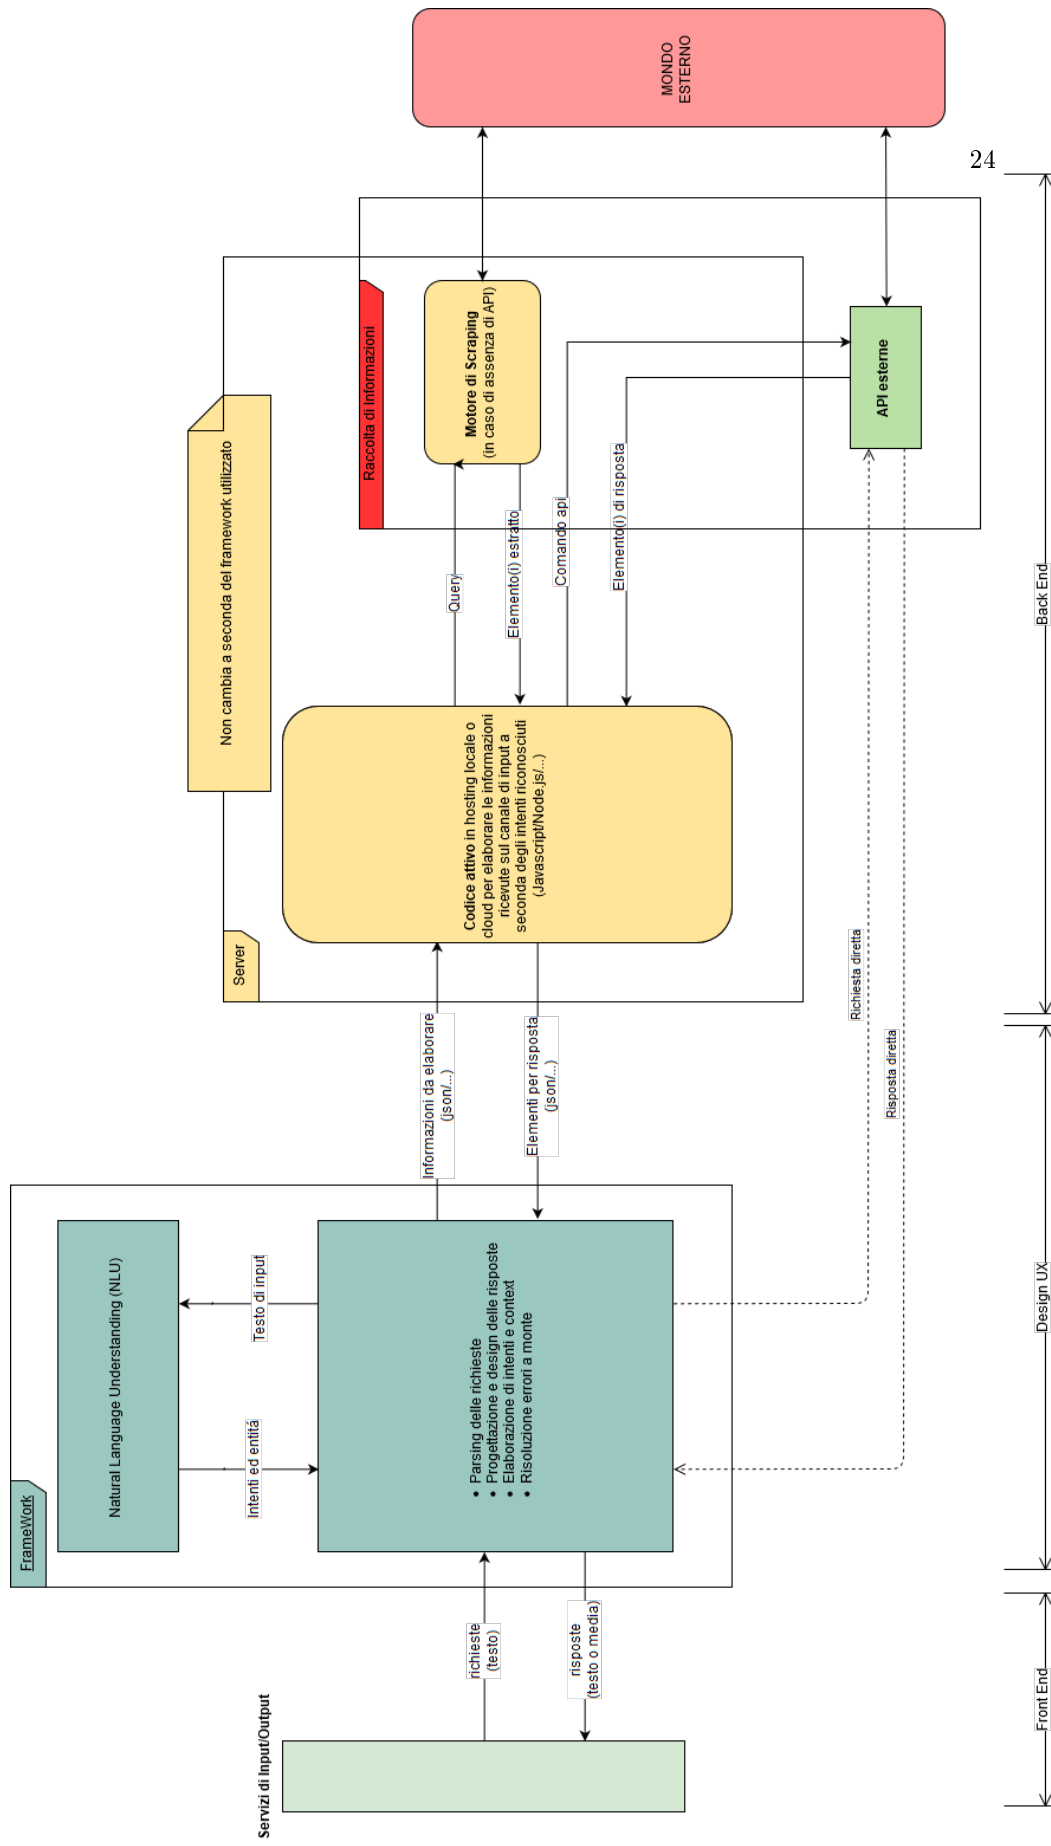 Servizi di Input/Output
richieste
(testo)
risposte
(testo o media)
FrameWork
Natural Language Understanding (NLU)
Intenti ed entitá
Testo di input
• Parsing delle richieste
• Progettazione e design delle risposte
• Elaborazione di intenti e context
• Risoluzione errori a monte
Informazioni da elaborare
(json/...)
Elementi per risposta
(json/...)
Richiesta diretta
Risposta diretta
Server
Non cambia a seconda del framework utilizzato
Codice attivo in hosting locale o
cloud per elaborare le informazioni
ricevute sul canale di input a
seconda degli intenti riconosciuti
(Javascript/Node.js/...)
Query
Elemento(i) estratto
Comando api
Elemento(i) di risposta
Raccolta di Informazioni
Motore di Scraping
(in caso di assenza di API)
API esterne
MONDO
ESTERNO
Front End
Design UX
Back End
24